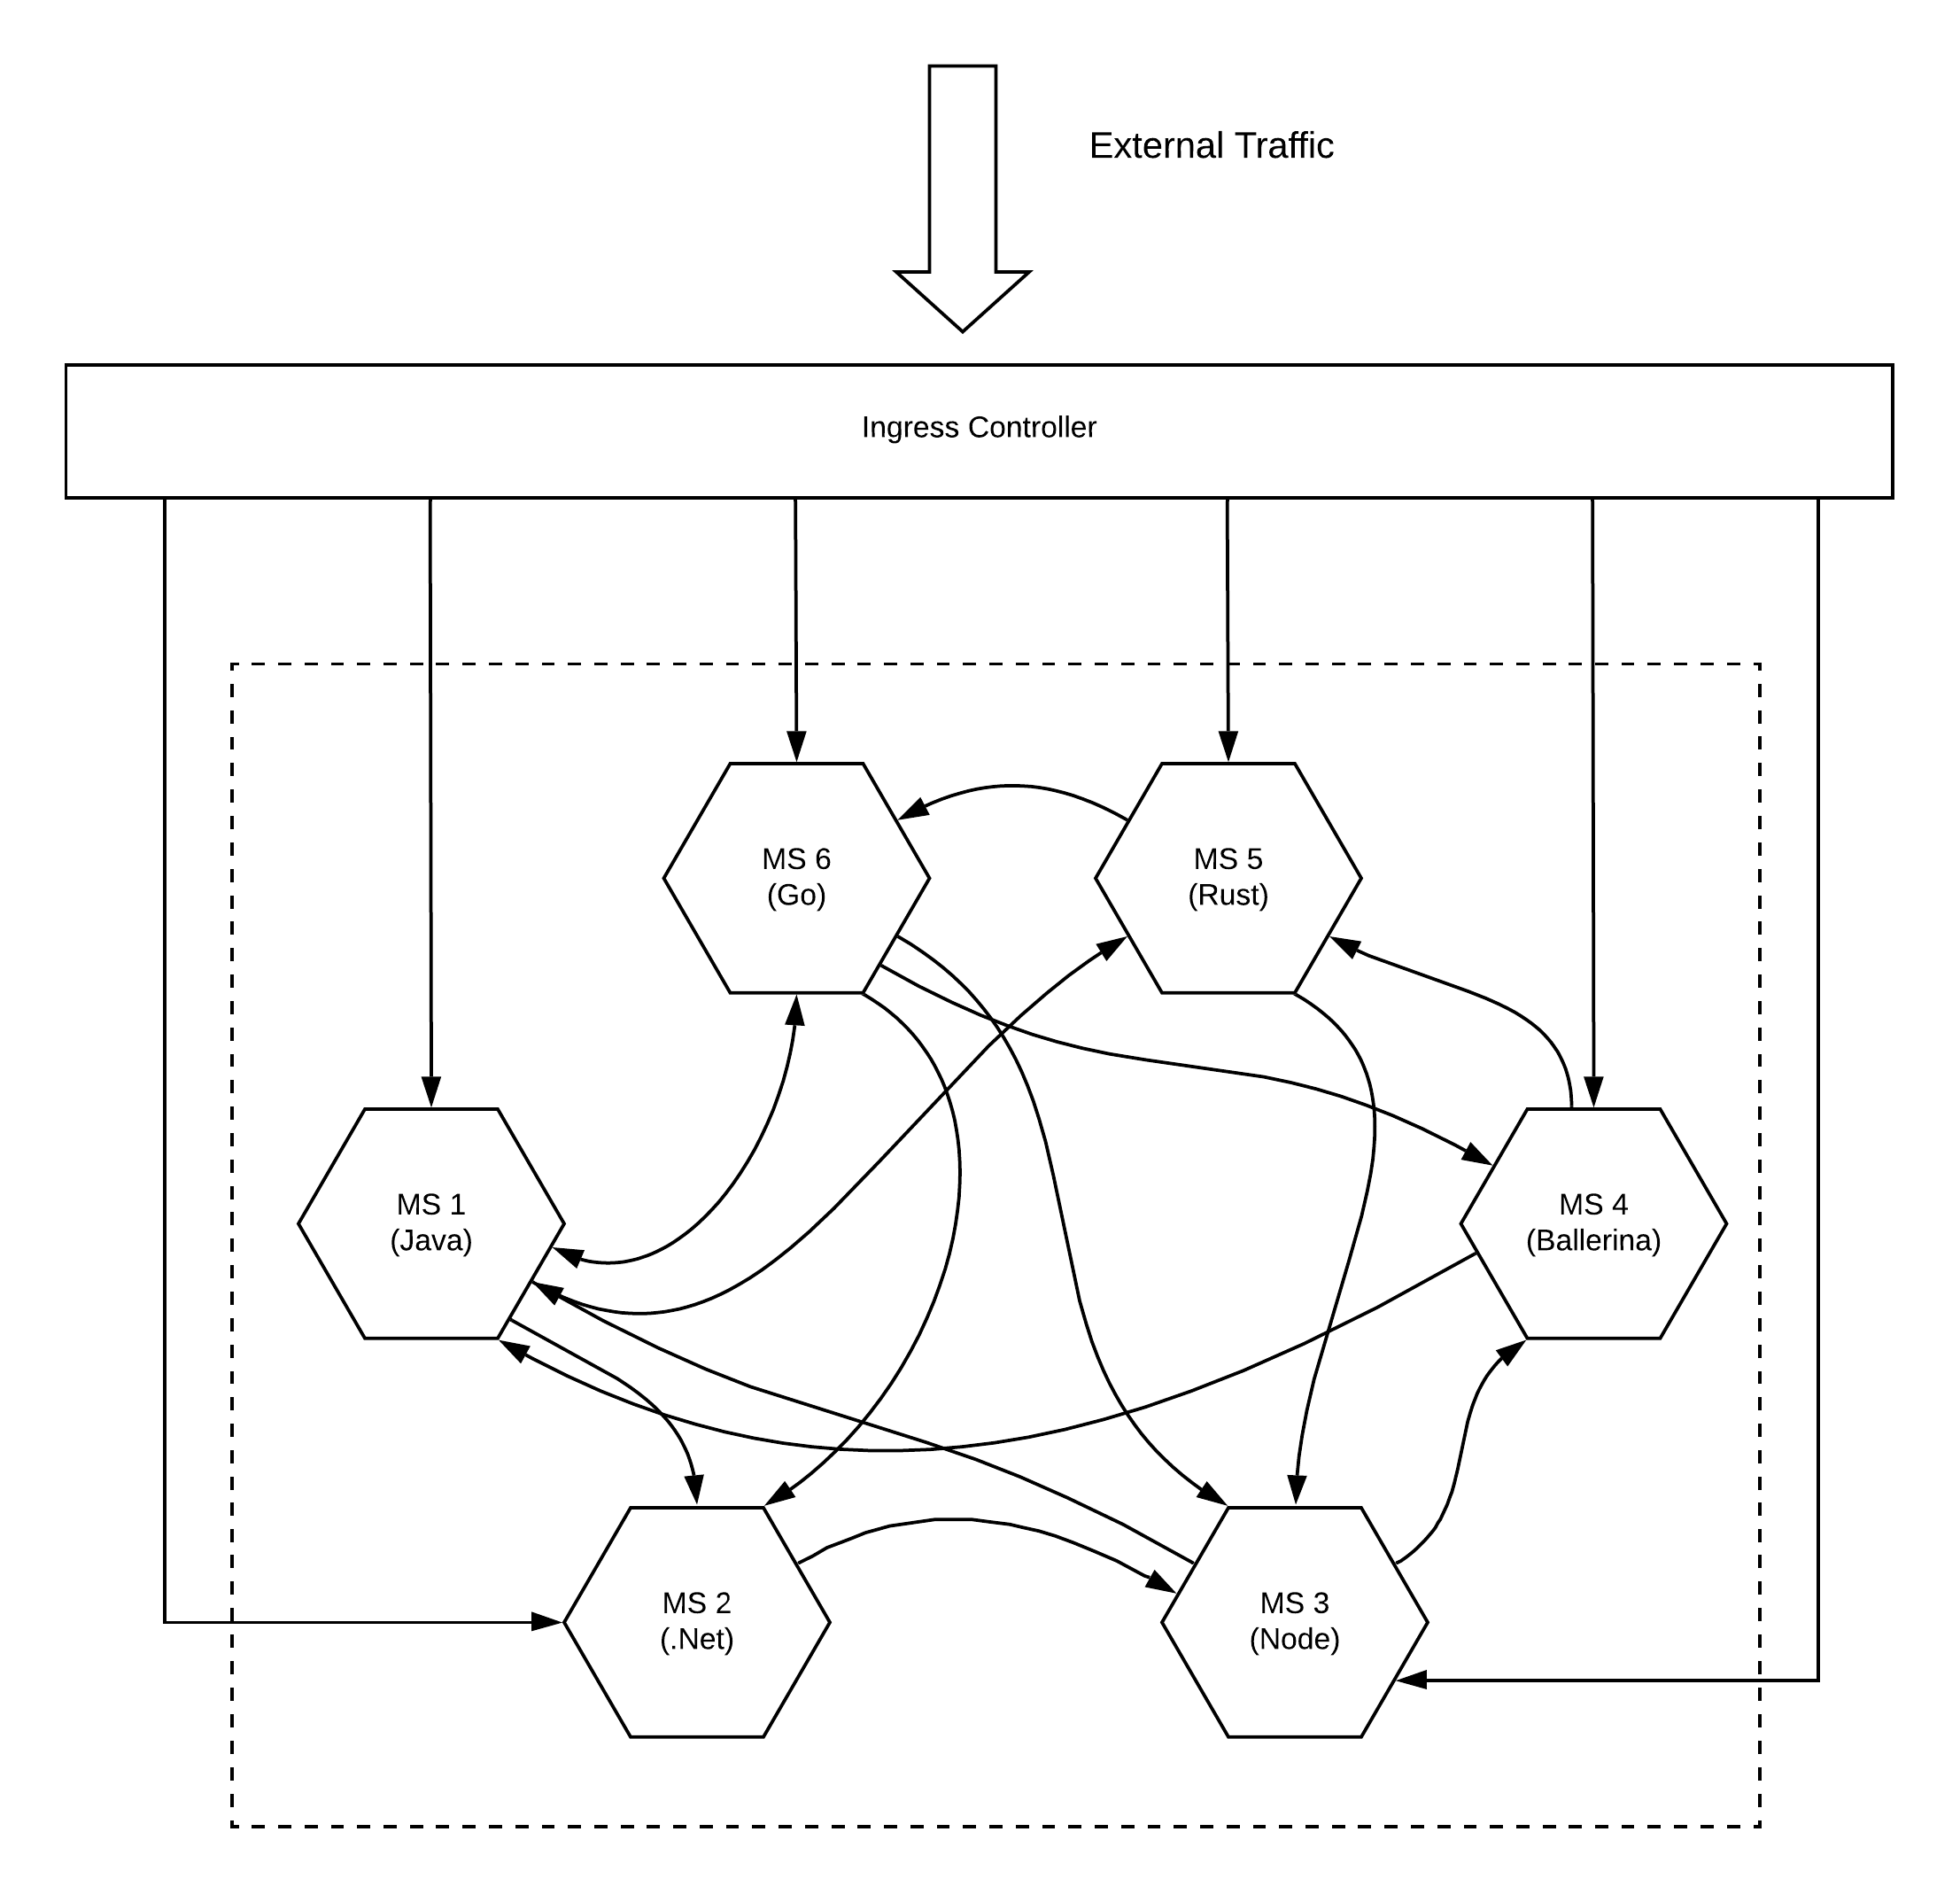 External Traffic
Ingress Controller
MS 6
(Go)
MS 5
(Rust)
MS 1
(Java)
MS 4
(Ballerina)
MS 2
(.Net)
MS 3
(Node)